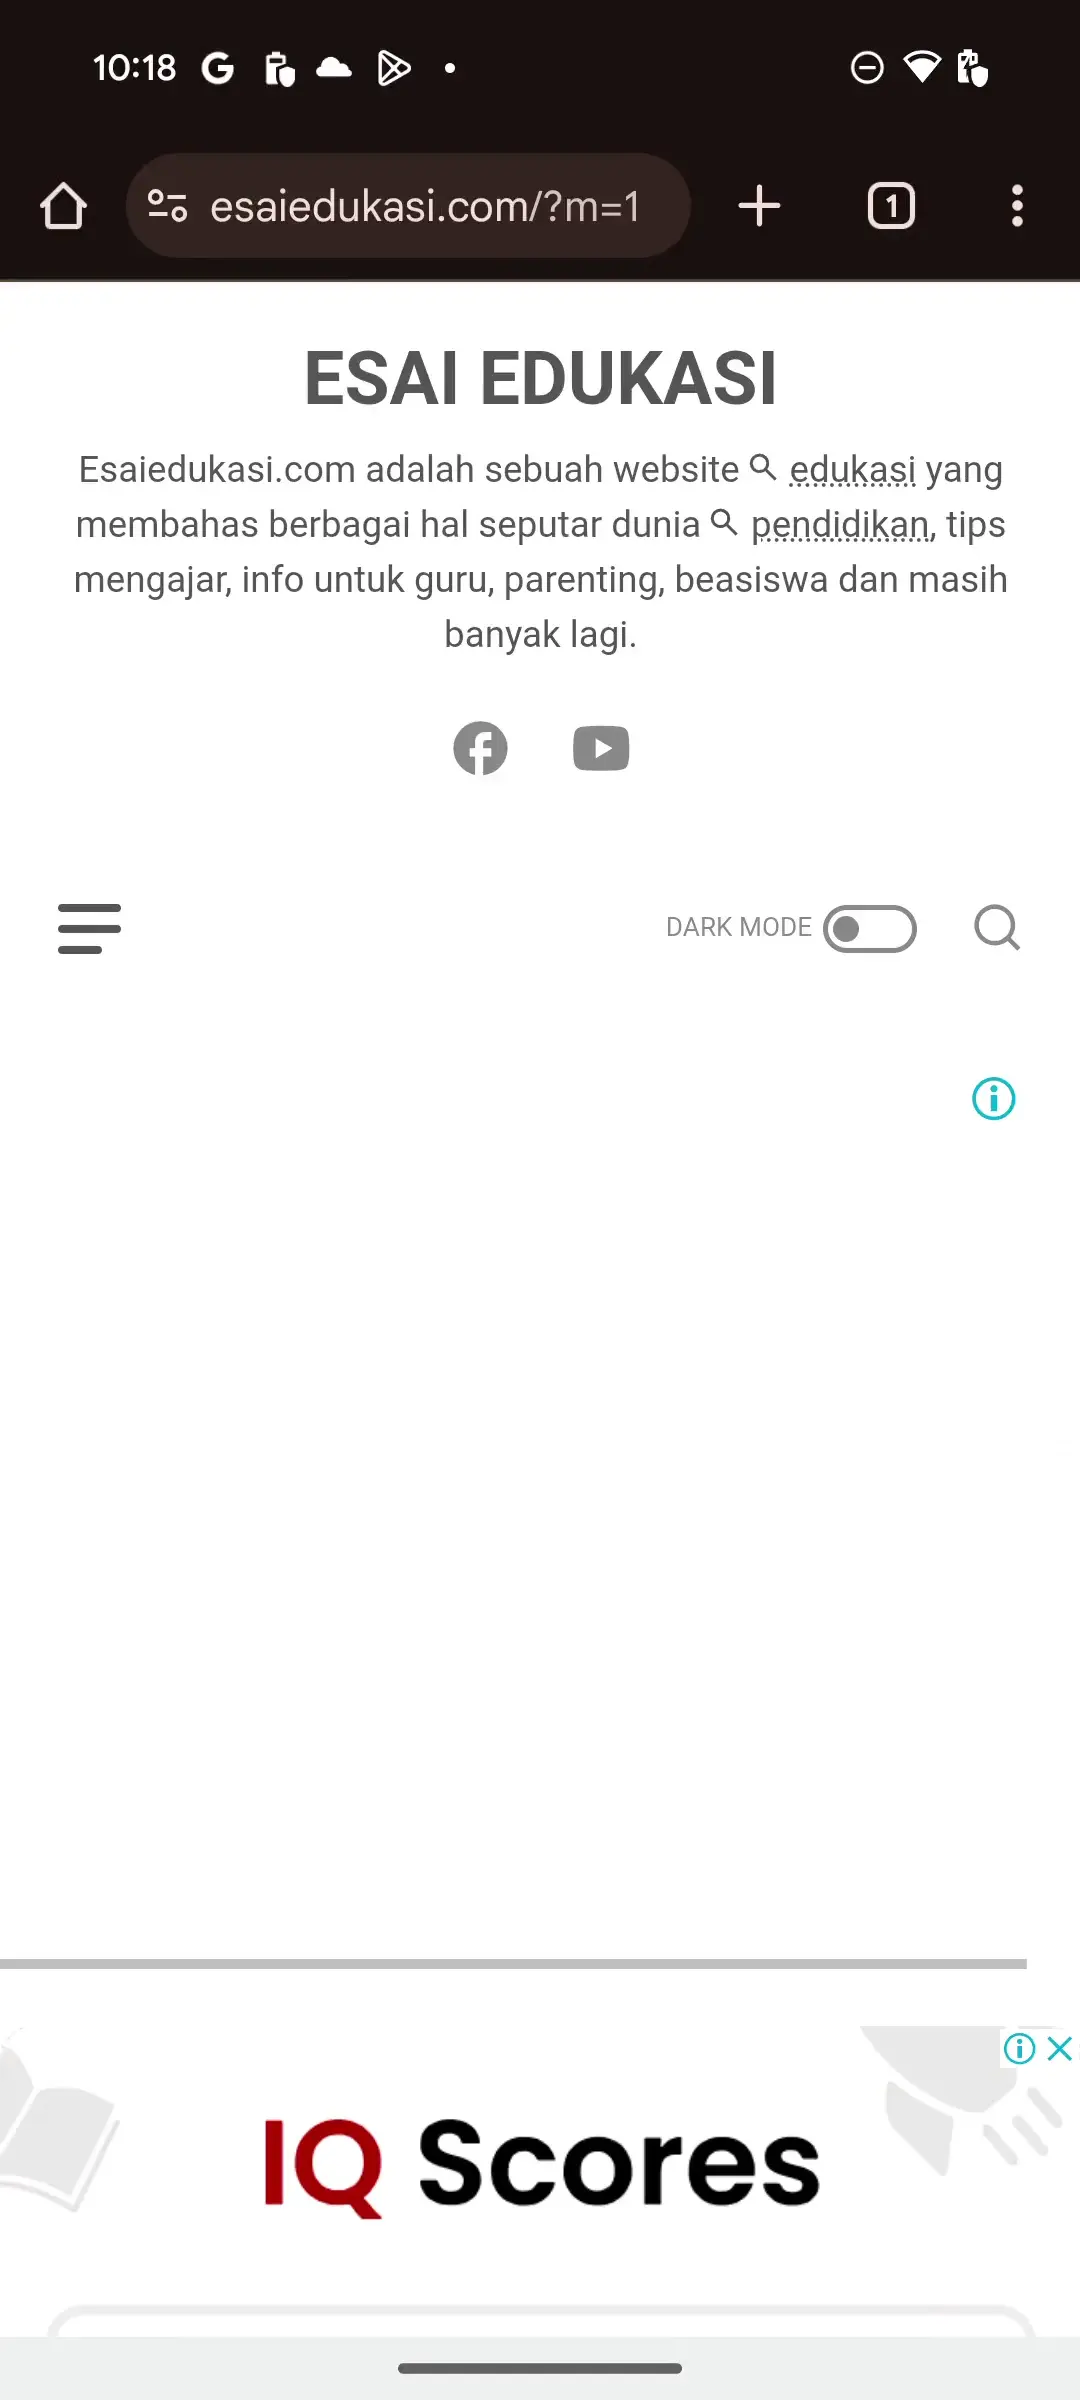 10:18
esaiedukasi.com/?m=1
1
ESAI EDUKASI
Esaiedukasi.com adalah sebuah website edukasi yang
membahas berbagai hal seputar dunia pendidikan, tips
mengajar, info untuk guru, parenting, beasiswa dan masih
banyak lagi.
DARK MODE
IQ Scores